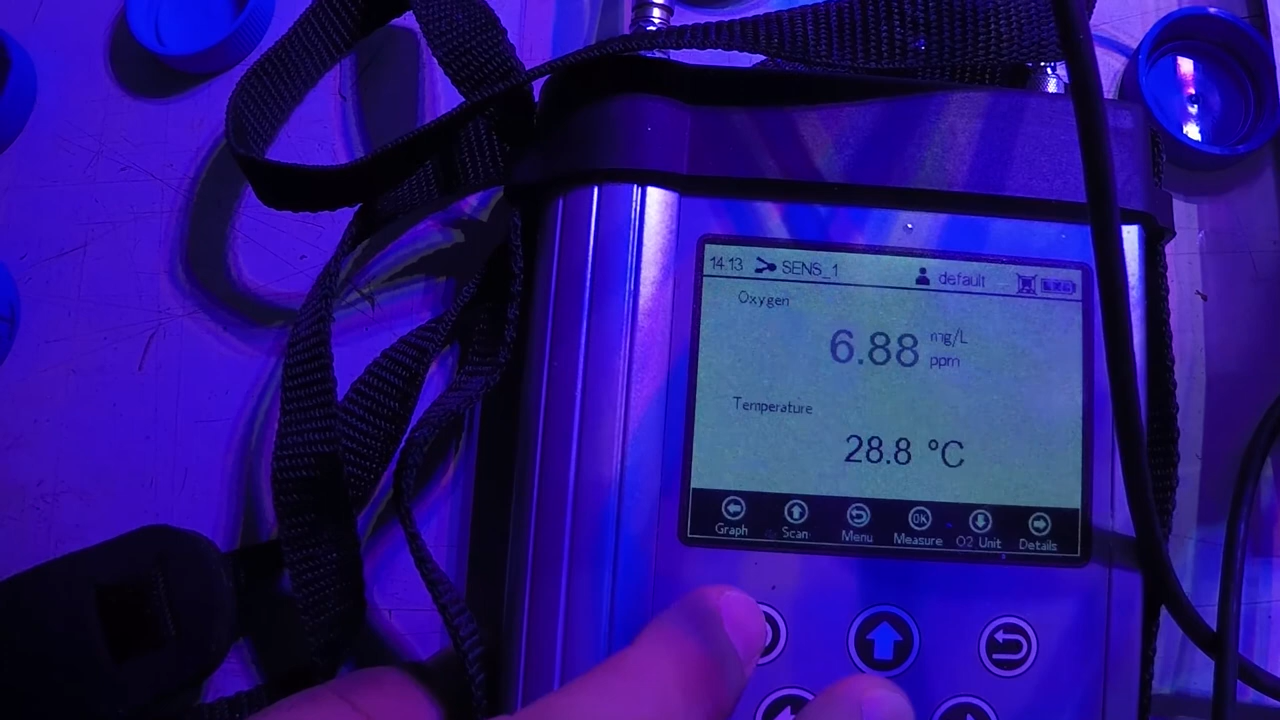 14.13 SENS_1 default
Oxygen
6.88 mg/L
ppm
Temperature
28.8 °C
OK
Graph Scan Menu Measure O2 Unit Details